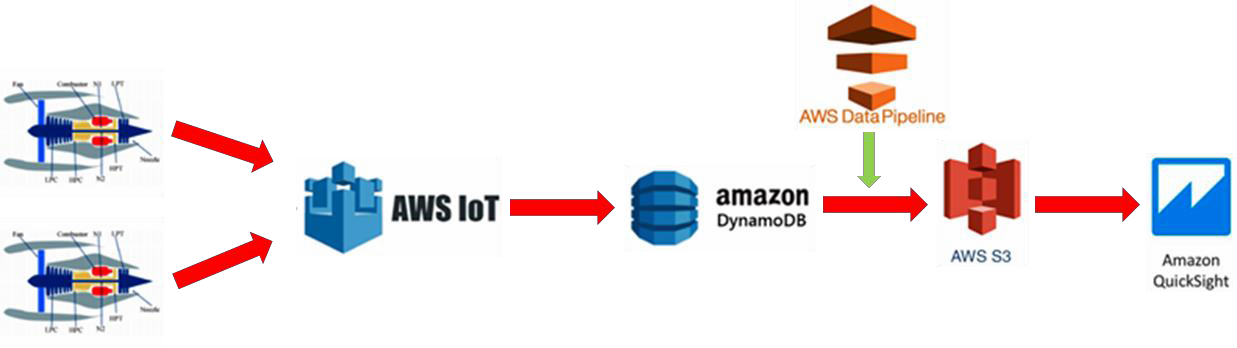 Fan
Combustor N1 LPT
Nozzle
LPC HPC N2 HPT
Fan
Combustor N1 LPT
Nozzle
LPC HPC N2 HPT
AWS IoT
amazon
DynamoDB
AWS Data Pipeline
AWS S3
Amazon
QuickSight